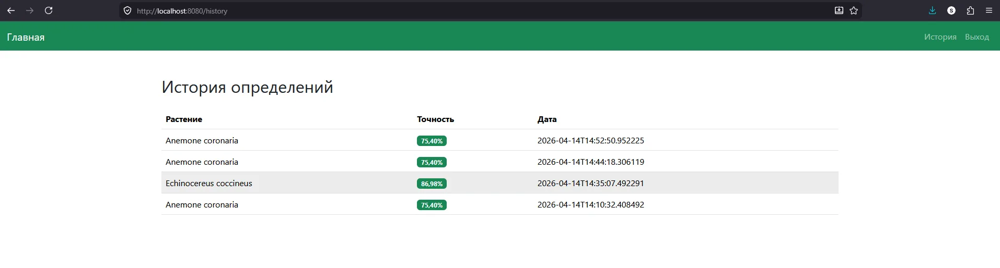 http://localhost:8080/history
S
Главная
История Выход
История определений
Растение Точность Дата
Anemone coronaria 75,40% 2026-04-14T14:52:50.952225
Anemone coronaria 75,40% 2026-04-14T14:44:18.306119
Echinocereus coccineus 86,98% 2026-04-14T14:35:07.492291
Anemone coronaria 75,40% 2026-04-14T14:10:32.408492